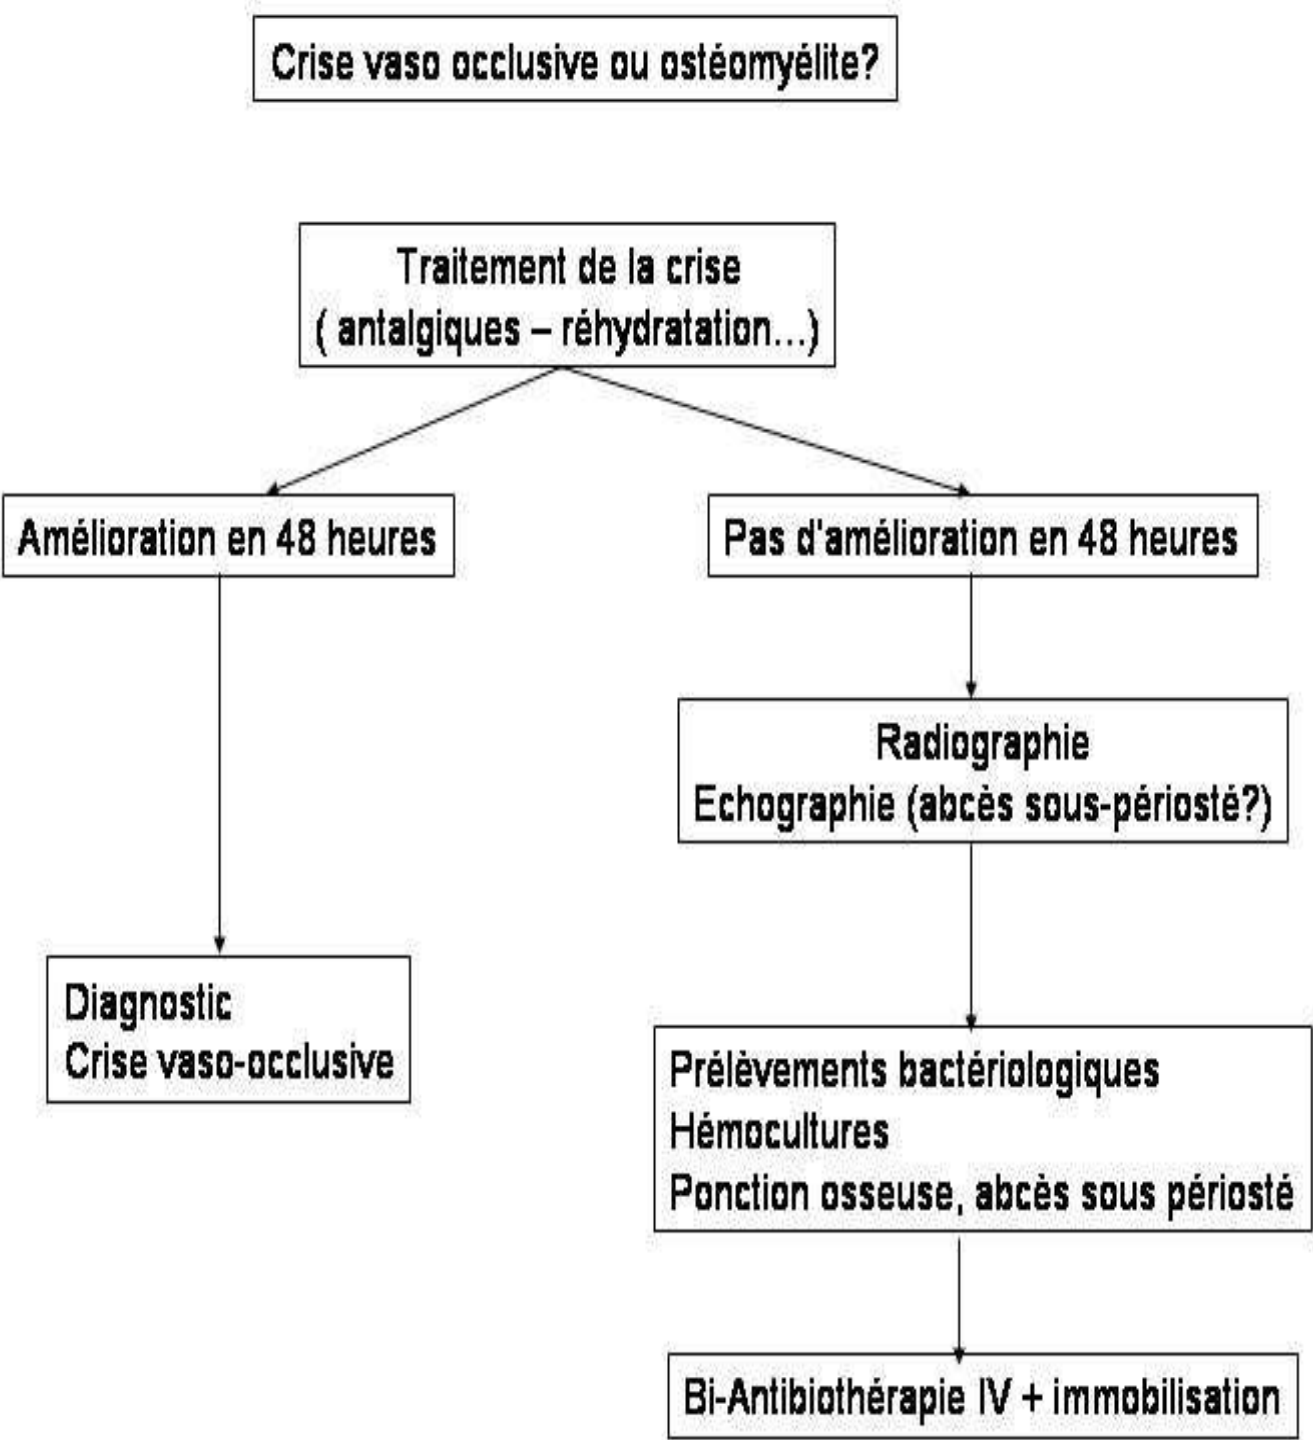 Crise vaso occlusive ou ostéomyélite?
Traitement de la crise
( antalgiques – réhydratation...)
Amélioration en 48 heures
Pas d'amélioration en 48 heures
Radiographie
Echographie (abcès sous-périosté?)
Diagnostic
Crise vaso-occlusive
Prélèvements bactériologiques
Hémocultures
Ponction osseuse, abcès sous périosté
Bi-Antibiothérapie IV + immobilisation